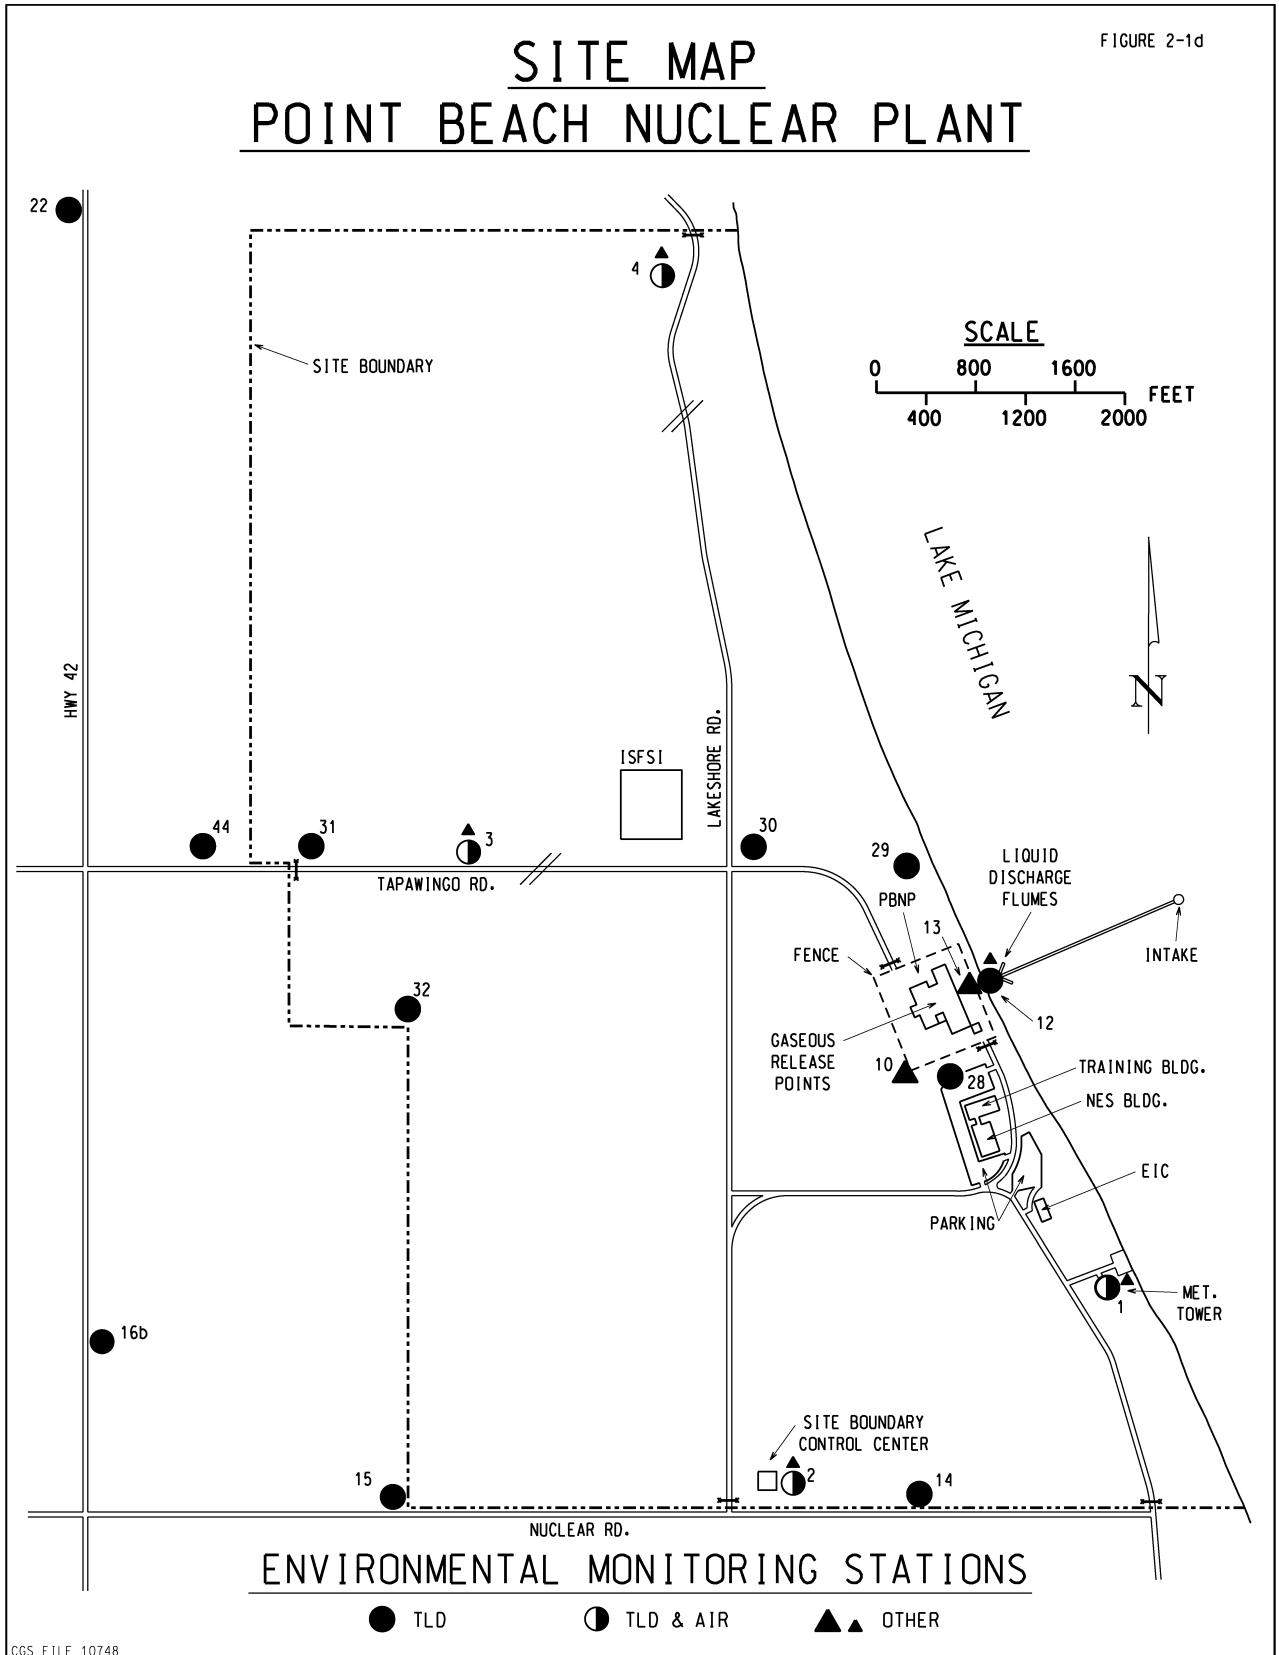 FIGURE 2-1d
SITE MAP
POINT BEACH NUCLEAR PLANT
22
4
SITE BOUNDARY
SCALE
0 800 1600
FEET
400 1200 2000
LAKE MICHIGAN
N
HWY 42
LAKESHORE RD.
ISFSI
44
31
3
30
29
TAPAWINGO RD.
LIQUID
DISCHARGE
FLUMES
PBNP
13
FENCE
INTAKE
32
12
GASEOUS
RELEASE
POINTS
10
28
TRAINING BLDG.
NES BLDG.
EIC
PARKING
1
MET.
TOWER
16b
SITE BOUNDARY
CONTROL CENTER
15
2
14
NUCLEAR RD.
ENVIRONMENTAL MONITORING STATIONS
TLD
TLD & AIR
OTHER
CGS FILE 10748